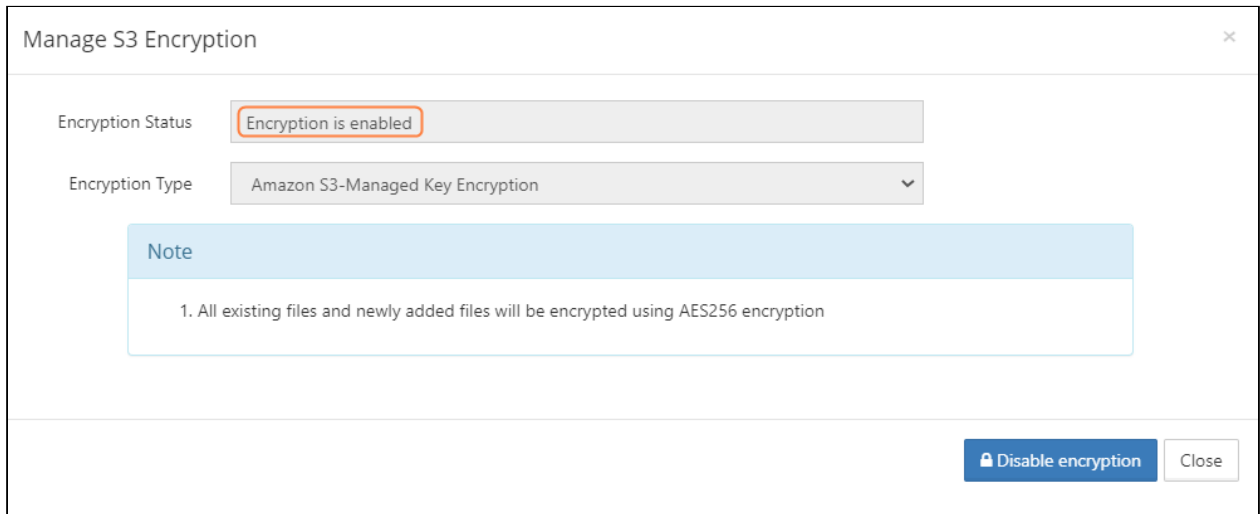 Manage S3 Encryption ×
Encryption Status Encryption is enabled
Encryption Type Amazon S3-Managed Key Encryption
Note
1. All existing files and newly added files will be encrypted using AES256 encryption
Disable encryption Close